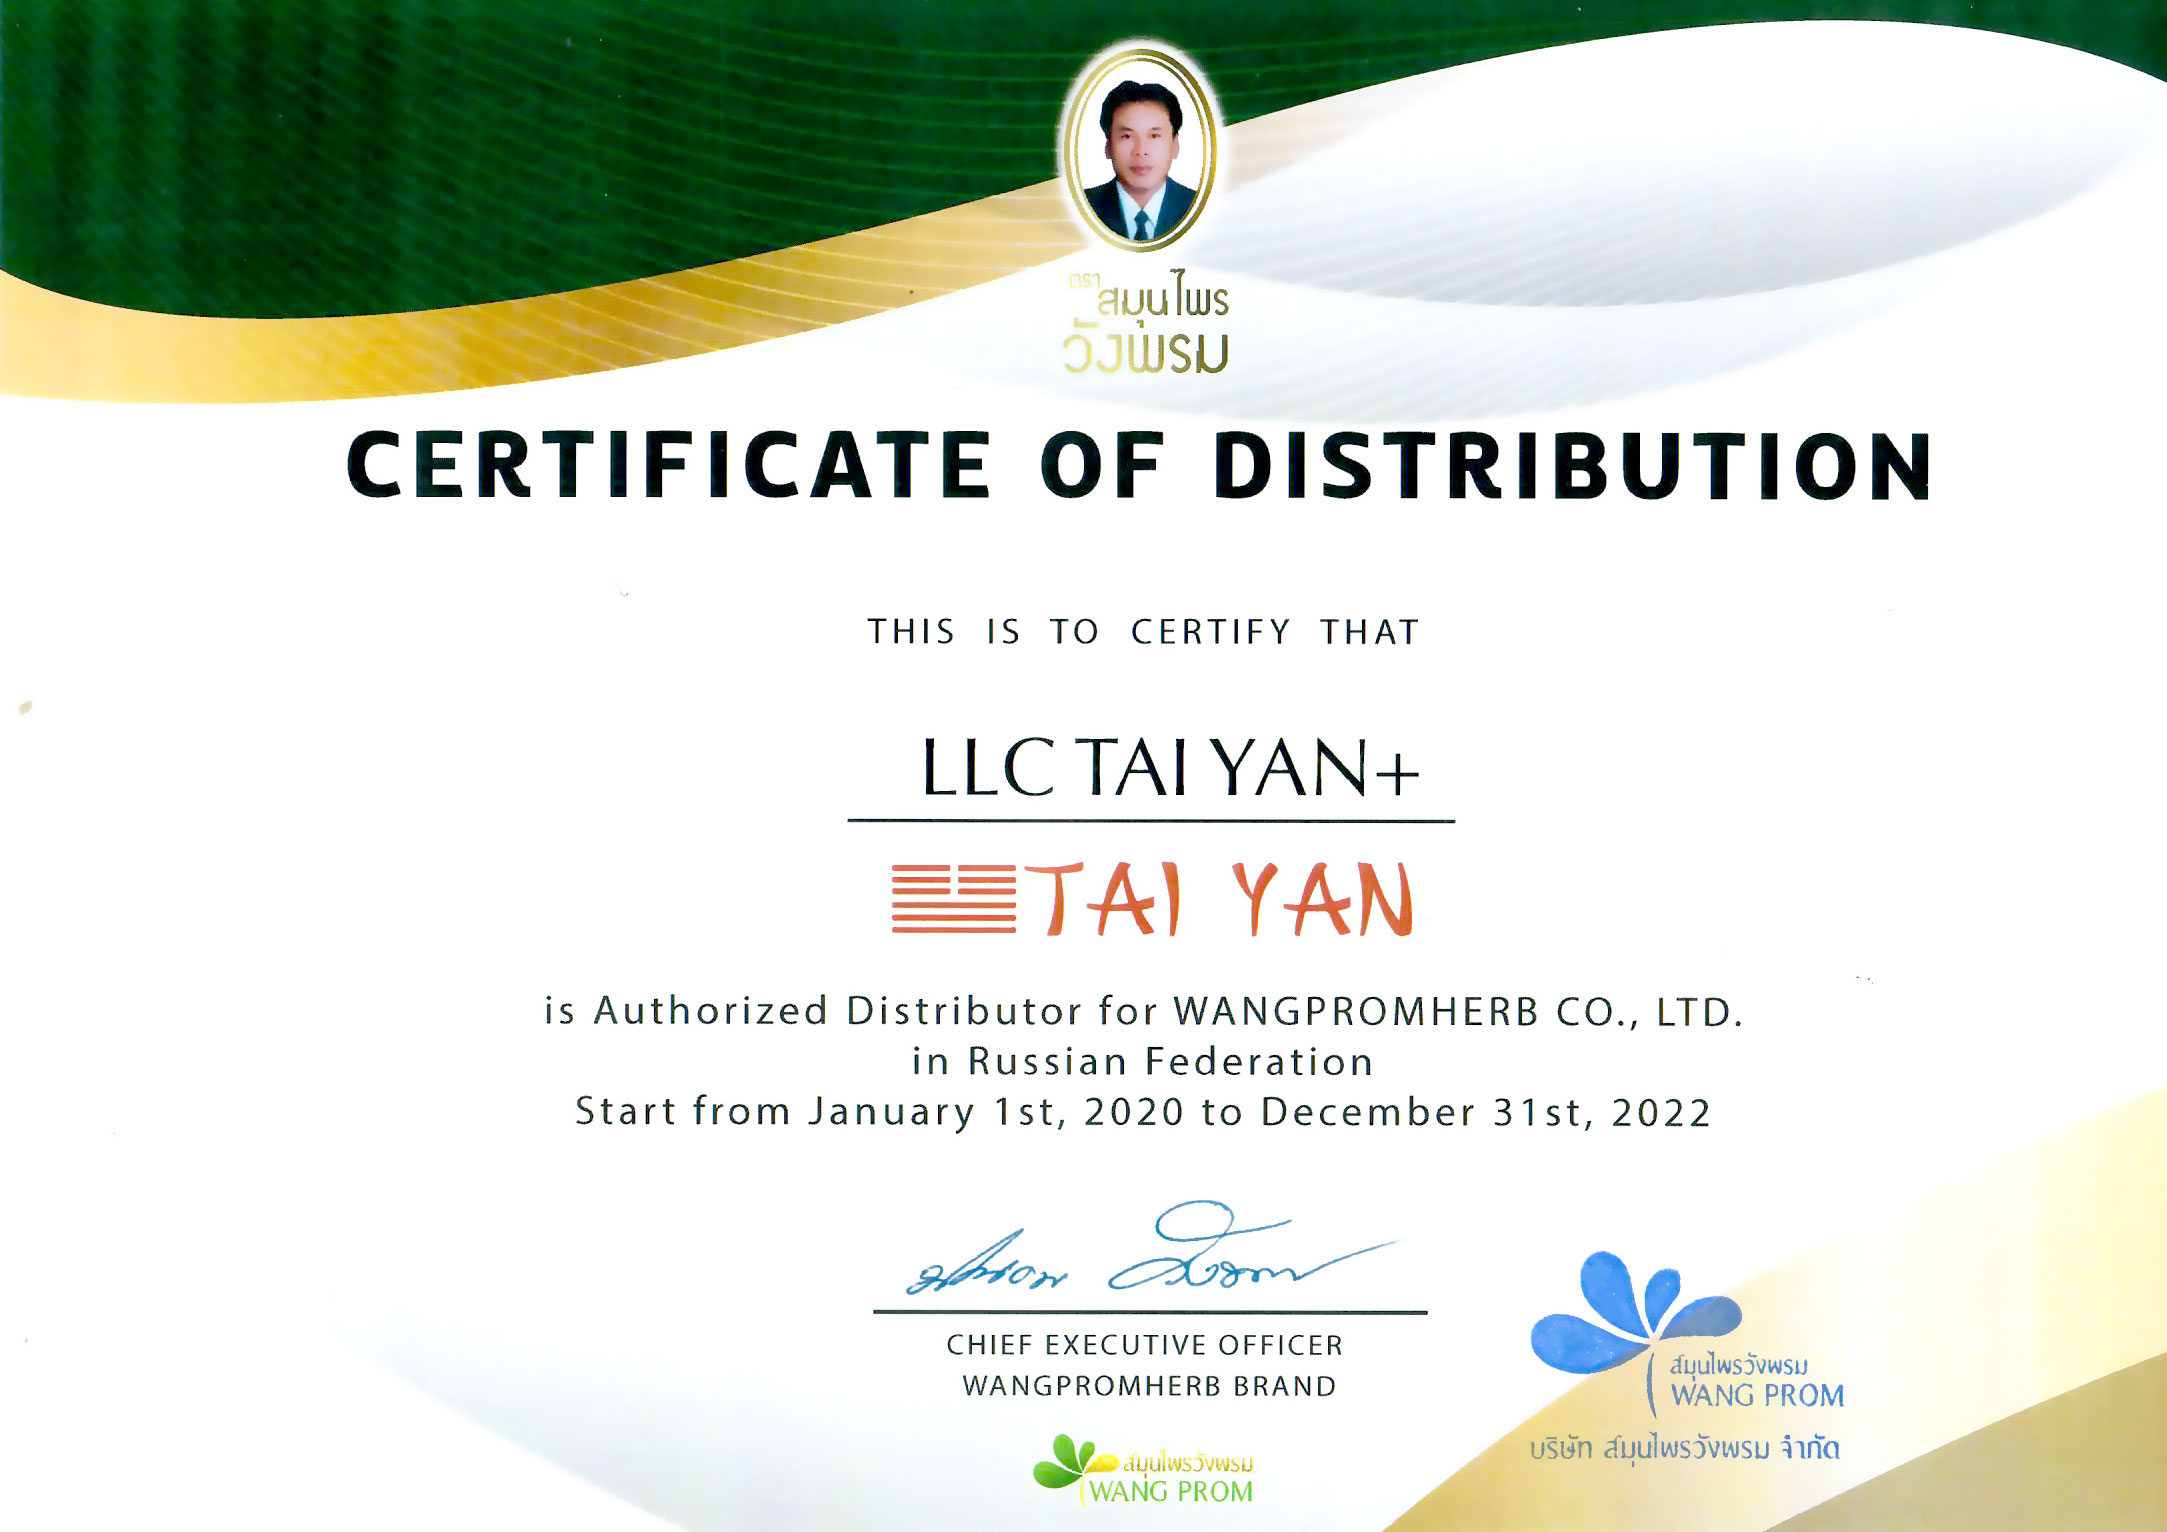 ตรา
สมุนไพร
วังพรม
CERTIFICATE OF DISTRIBUTION
THIS IS TO CERTIFY THAT
LLC TAI YAN+
TAI YAN
is Authorized Distributor for WANGPROMHERB CO., LTD.
in Russian Federation
Start from January 1st, 2020 to December 31st, 2022
CHIEF EXECUTIVE OFFICER
WANGPROMHERB BRAND
สมุนไพรวังพรม
WANG PROM
สมุนไพรวังพรม
WANG PROM
บริษัท สมุนไพรวังพรม จำกัด